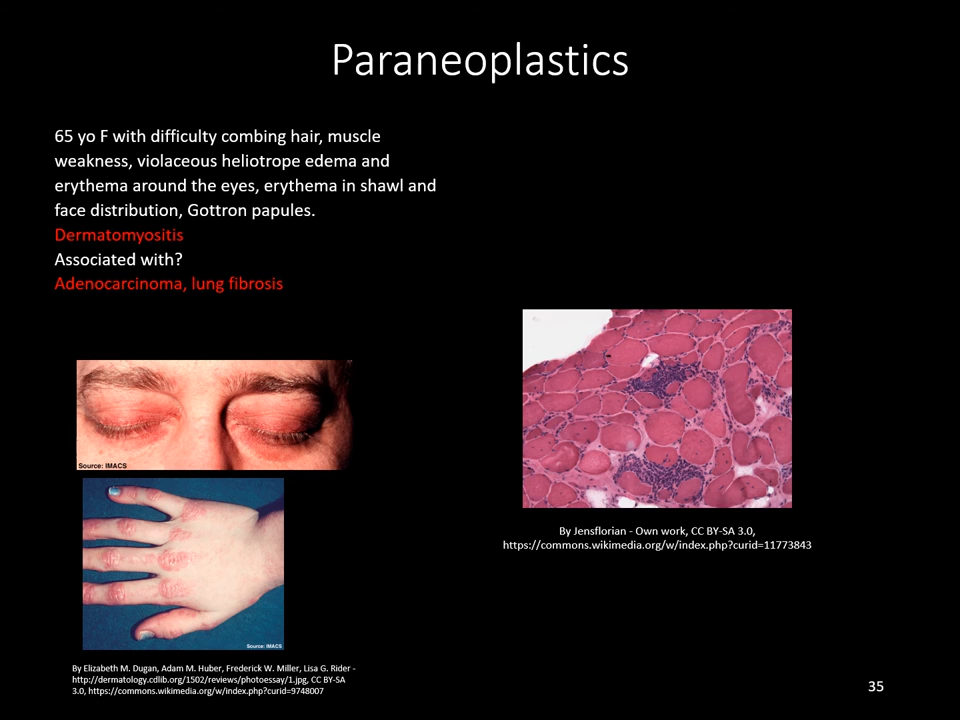 Paraneoplastics
65 yo F with difficulty combing hair, muscle
weakness, violaceous heliotrope edema and
erythema around the eyes, erythema in shawl and
face distribution, Gottron papules.
Dermatomyositis
Associated with?
Adenocarcinoma, lung fibrosis
Source: IMACS
Source: IMACS
By Elizabeth M. Dugan, Adam M. Huber, Frederick W. Miller, Lisa G. Rider -
http://dermatology.cdlib.org/1502/reviews/photoessay/1.jpg, CC BY-SA
3.0, https://commons.wikimedia.org/w/index.php?curid=9748007
By Jensflorian - Own work, CC BY-SA 3.0,
https://commons.wikimedia.org/w/index.php?curid=11773843
35